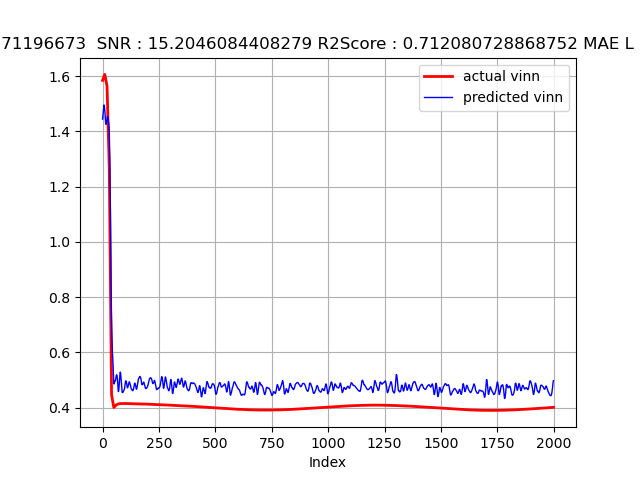 71196673 SNR : 15.2046084408279 R2Score : 0.712080728868752 MAE L
actual vinn
predicted vinn
1.6
1.4
1.2
1.0
0.8
0.6
0.4
0 250 500 750 1000 1250 1500 1750 2000
Index